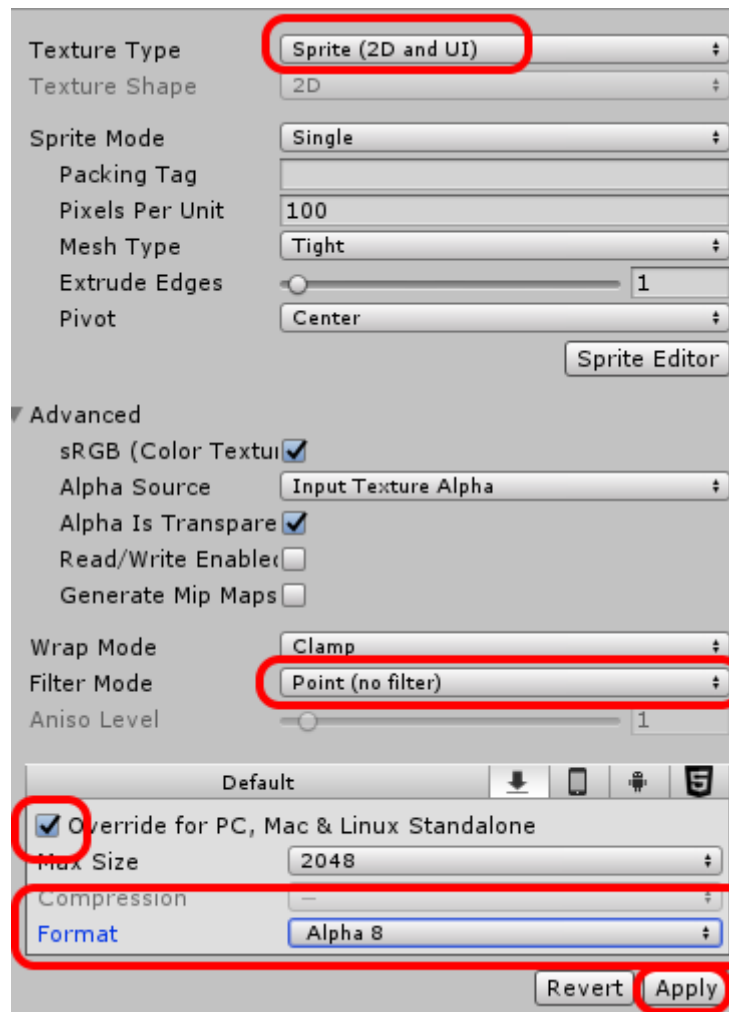 Texture Type Sprite (2D and UI)
Texture Shape 2D
Sprite Mode Single
Packing Tag
Pixels Per Unit 100
Mesh Type Tight
Extrude Edges 1
Pivot Center
Sprite Editor
Advanced
sRGB (Color Textu
Alpha Source Input Texture Alpha
Alpha Is Transpare
Read/Write Enable
Generate Mip Maps
Wrap Mode Clamp
Filter Mode Point (no filter)
Aniso Level 1
Default
Override for PC, Mac & Linux Standalone
Max Size 2048
Compression —
Format Alpha 8
Revert Apply